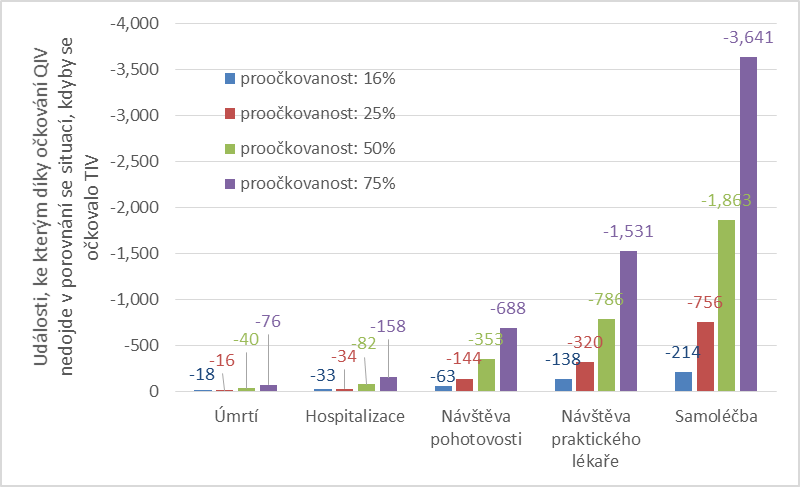 Události, ke kterým díky očkování QIV
nedojde v porovnání se situací, kdyby se
očkovalo TIV
-4,000
-3,500
-3,000
-2,500
-2,000
-1,500
-1,000
-500
0
proočkovanost: 16%
proočkovanost: 25%
proočkovanost: 50%
proočkovanost: 75%
-18
-16
-40
-76
-33
-34
-82
-158
-63
-144
-353
-688
-138
-320
-786
-1,531
-214
-756
-1,863
-3,641
Úmrtí
Hospitalizace
Návštěva
pohotovosti
Návštěva
praktického
lékaře
Samoléčba